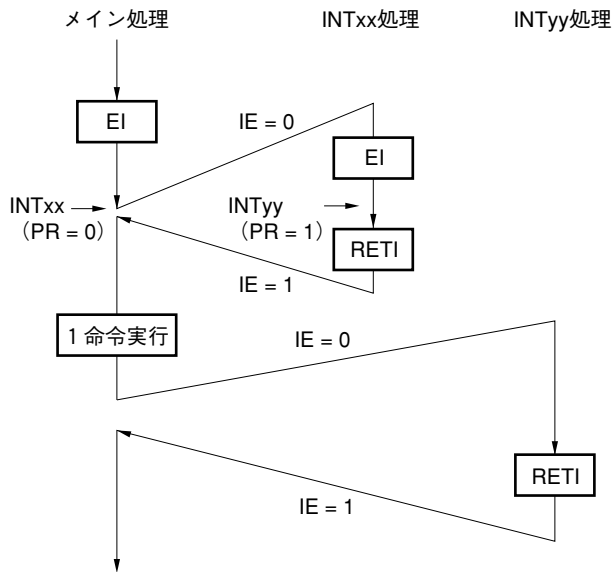 メイン処理
INTxx処理
INTyy処理
EI
IE = 0
EI
INTxx
（PR = 0）
INTyy
（PR = 1）
RETI
IE = 1
1 命令実行
IE = 0
RETI
IE = 1